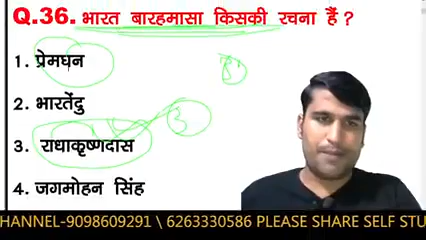 Q.36. भारत बारहमासा किसकी रचना हैं ?
1. प्रेमघन
2. भारतेंदु
3. राधाकृष्णदास
4. जगमोहन सिंह
CHANNEL-9098609291 \ 6263330586 PLEASE SHARE SELF STU